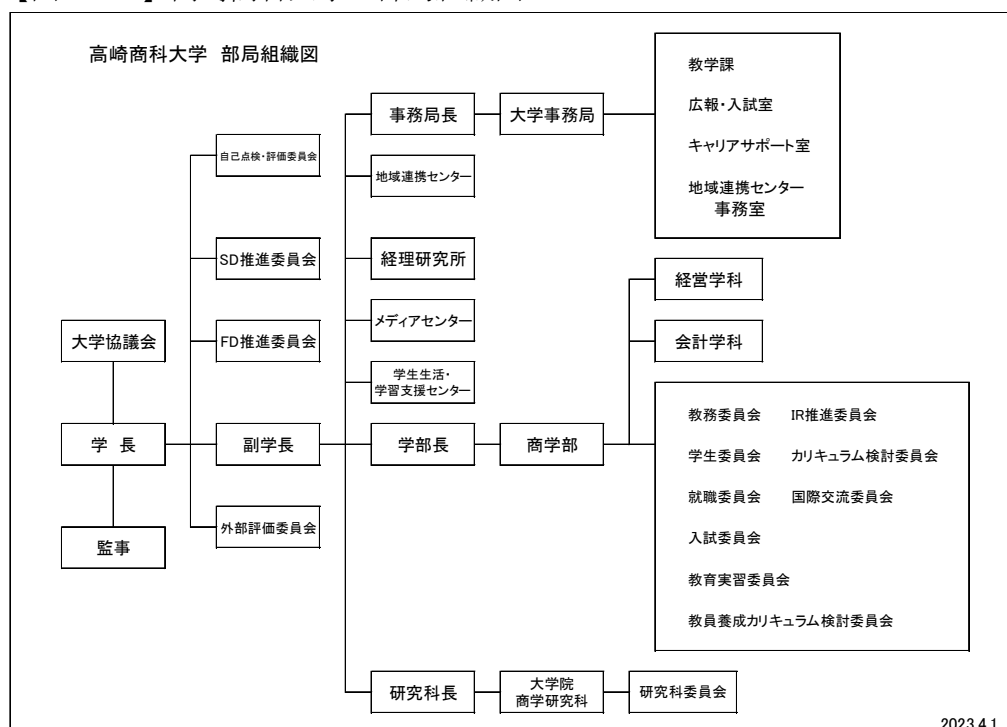 高崎商科大学 部局組織図
事務局長
大学事務局
教学課
広報・入試室
キャリアサポート室
地域連携センター
事務室
自己点検・評価委員会
地域連携センター
SD推進委員会
経理研究所
経営学科
大学協議会
FD推進委員会
メディアセンター
会計学科
学生生活・
学習支援センター
学 長
副学長
学部長
商学部
教務委員会 IR推進委員会
学生委員会 カリキュラム検討委員会
就職委員会 国際交流委員会
入試委員会
教育実習委員会
教員養成カリキュラム検討委員会
監事
外部評価委員会
研究科長
大学院
商学研究科
研究科委員会
2023.4.1